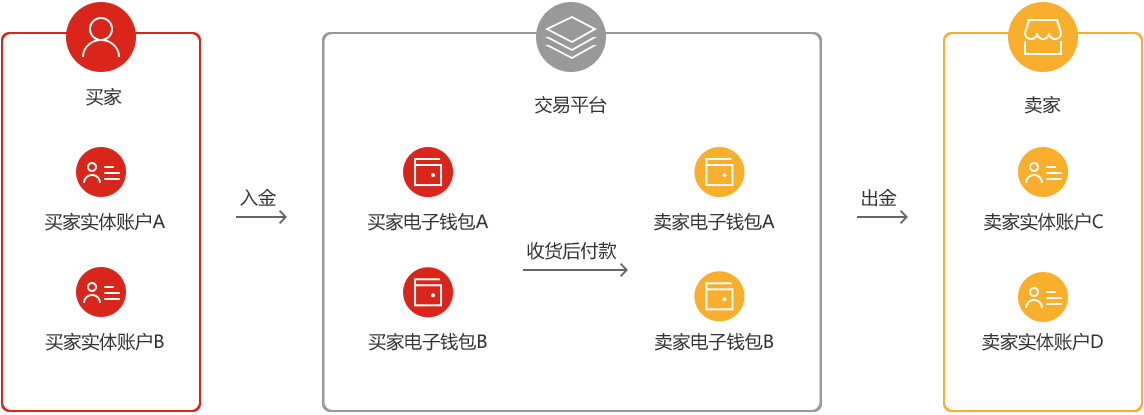 买家
买家实体账户A
买家实体账户B
入金
交易平台
买家电子钱包A
买家电子钱包B
收货后付款
卖家电子钱包A
卖家电子钱包B
出金
卖家
卖家实体账户C
卖家实体账户D